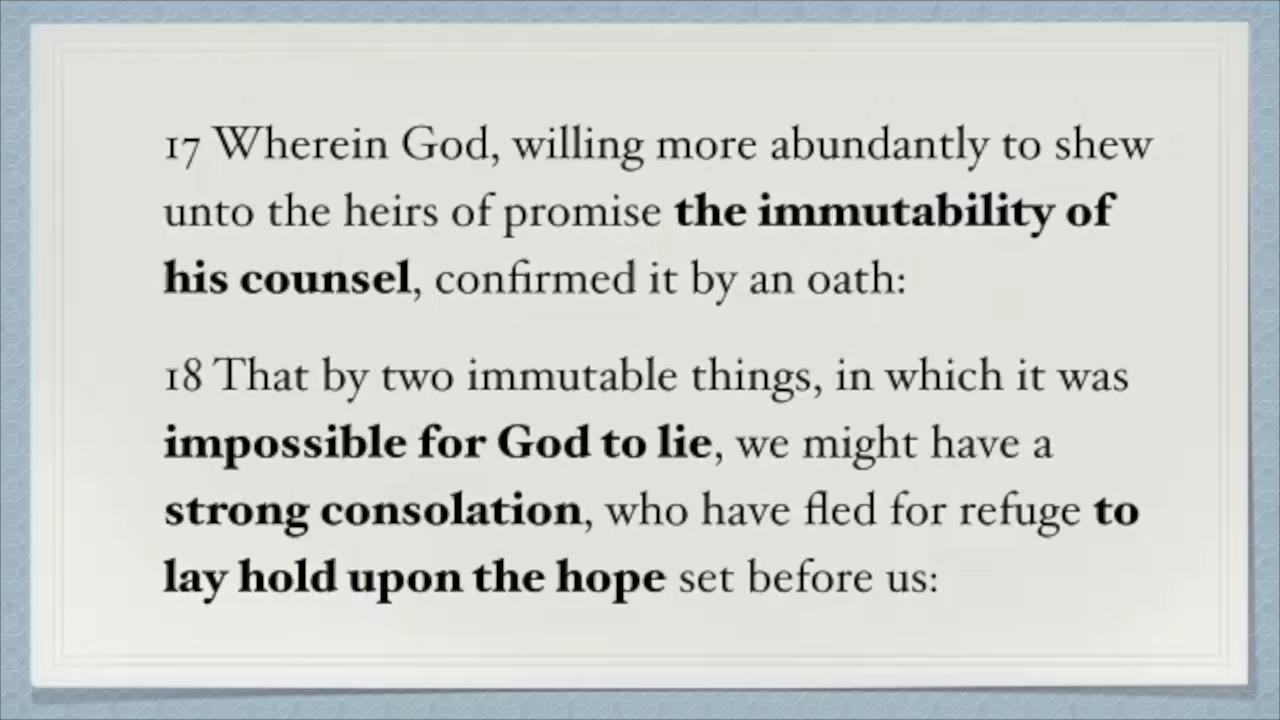 17 Wherein God, willing more abundantly to shew
unto the heirs of promise the immutability of
his counsel, confirmed it by an oath:
18 That by two immutable things, in which it was
impossible for God to lie, we might have a
strong consolation, who have fled for refuge to
lay hold upon the hope set before us: